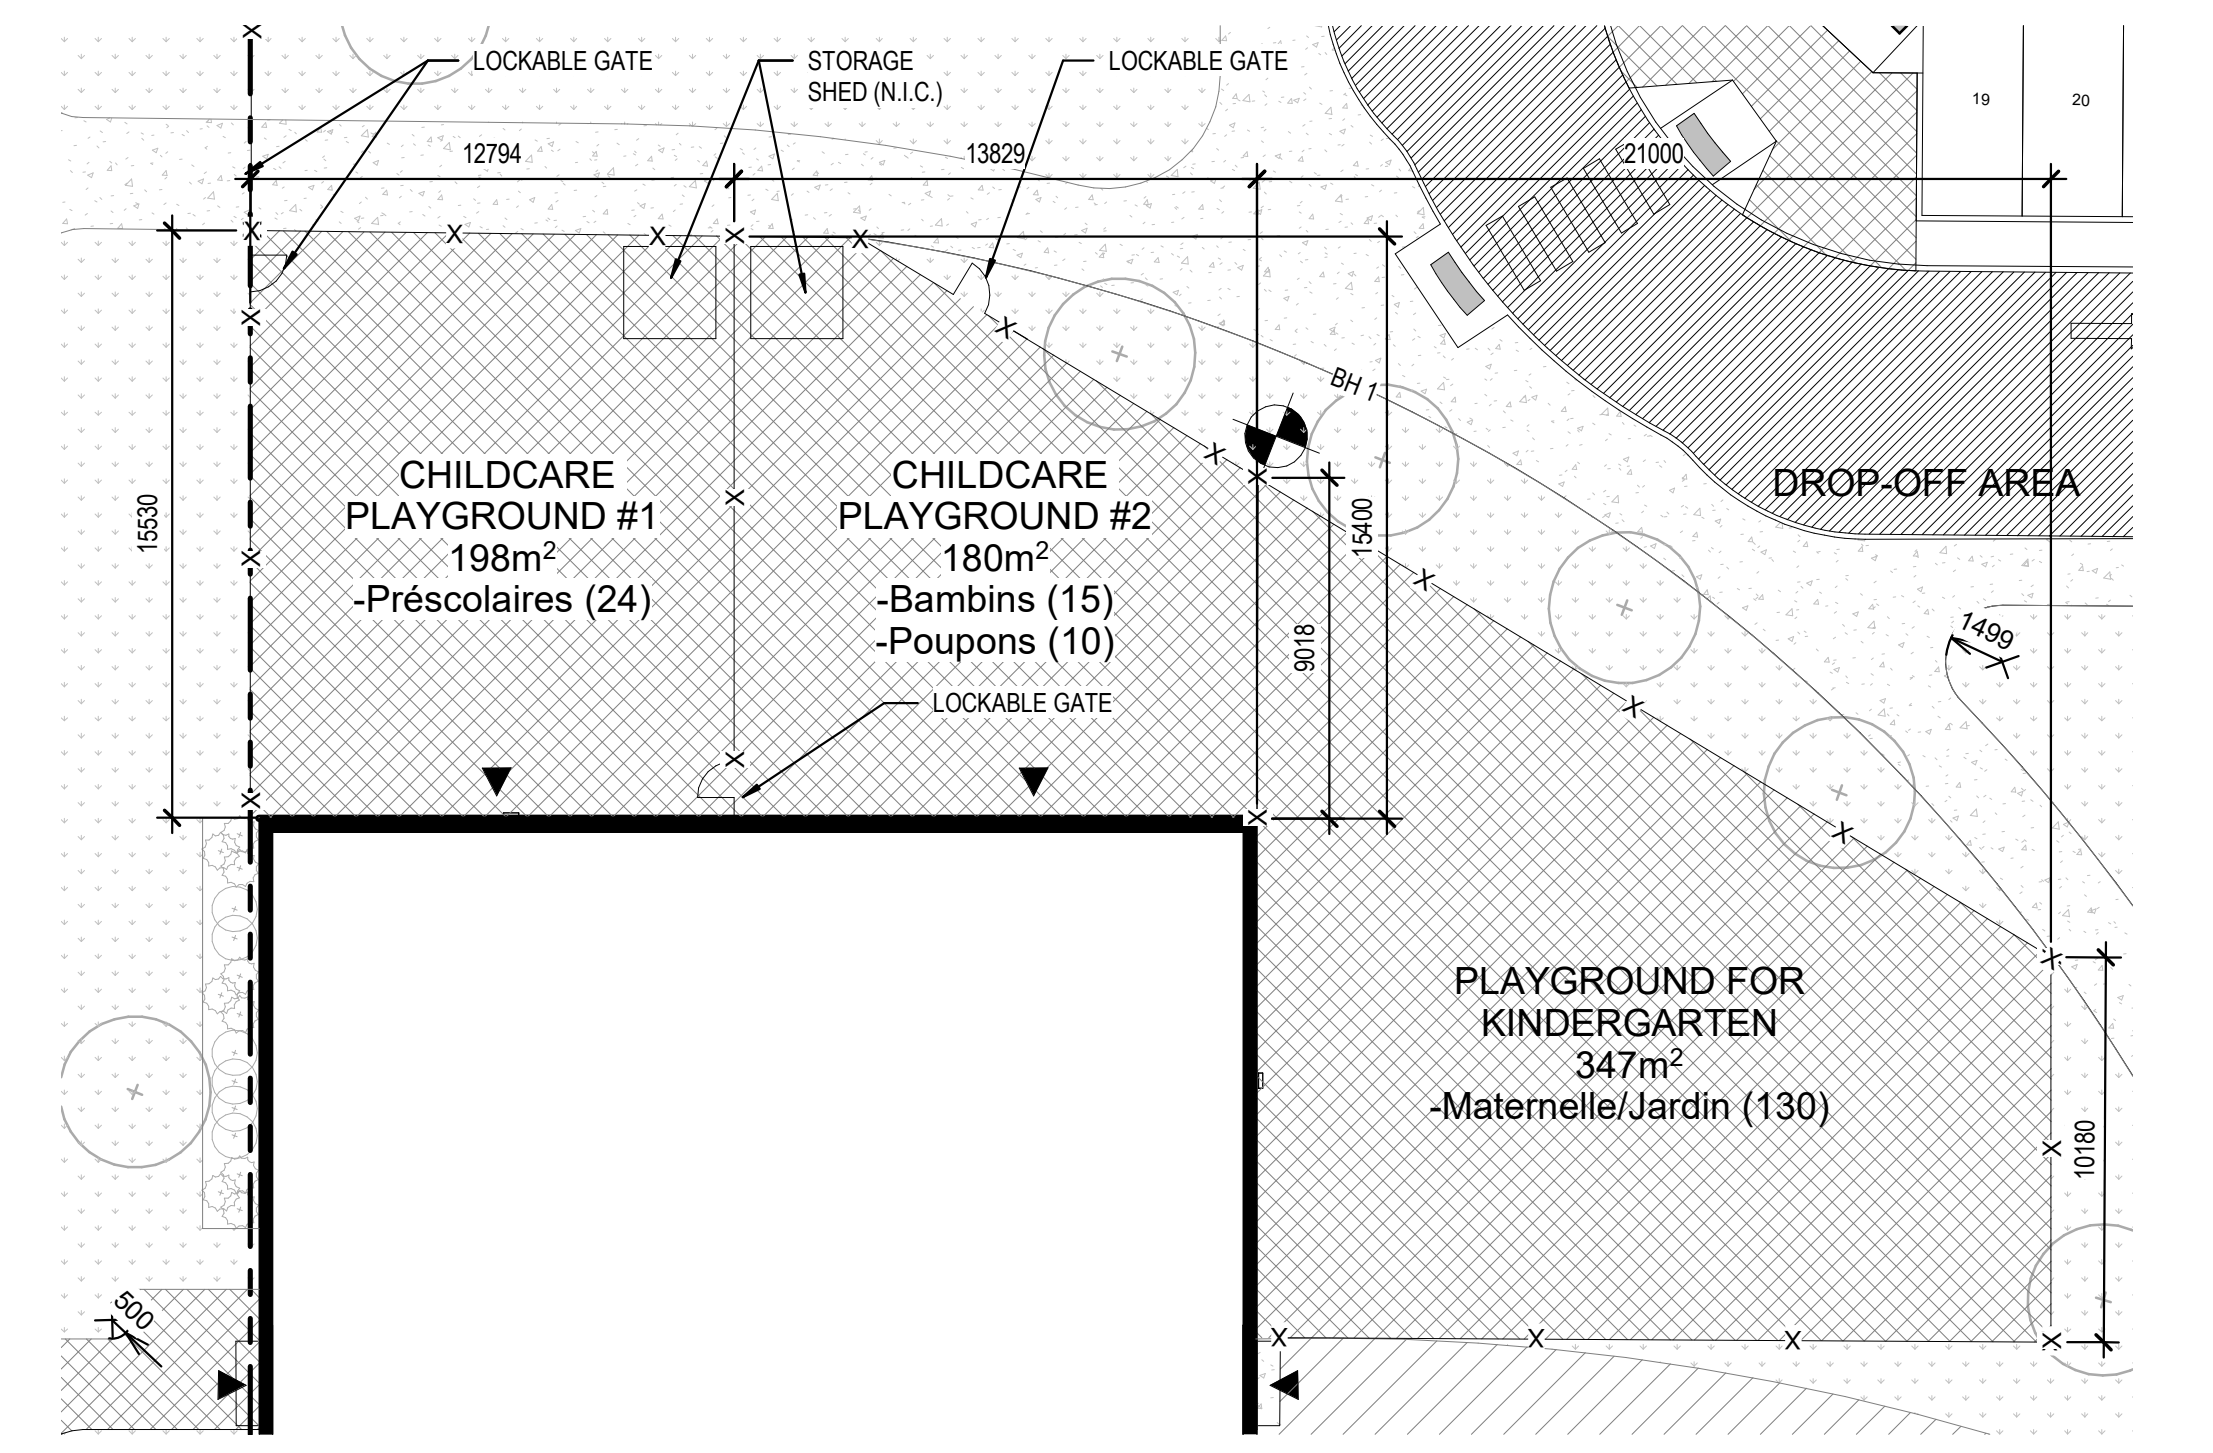 LOCKABLE GATE
STORAGE
SHED (N.I.C.)
LOCKABLE GATE
19
20
12794
13829
21000
BH 1
CHILDCARE
PLAYGROUND #1
198m²
-Préscolaires (24)
CHILDCARE
PLAYGROUND #2
180m²
-Bambins (15)
-Poupons (10)
DROP-OFF AREA
15530
15400
9018
1499
LOCKABLE GATE
PLAYGROUND FOR
KINDERGARTEN
347m²
-Maternelle/Jardin (130)
10180
500